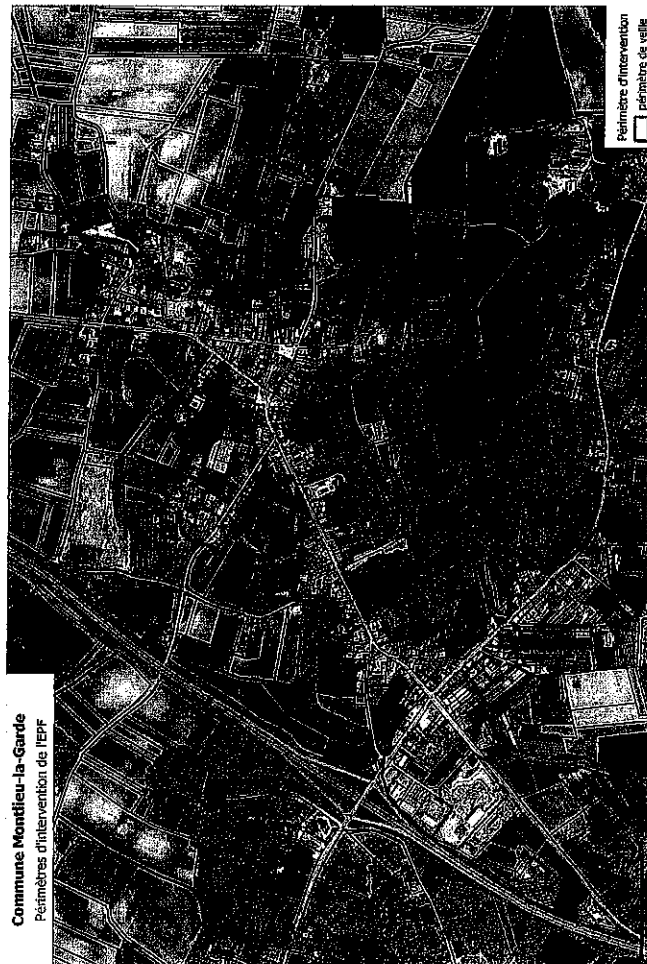 Commune Montlieu-la-Garde
Périmètres d'intervention de l'EPF
Périmètre d'intervention
périmètre de veille